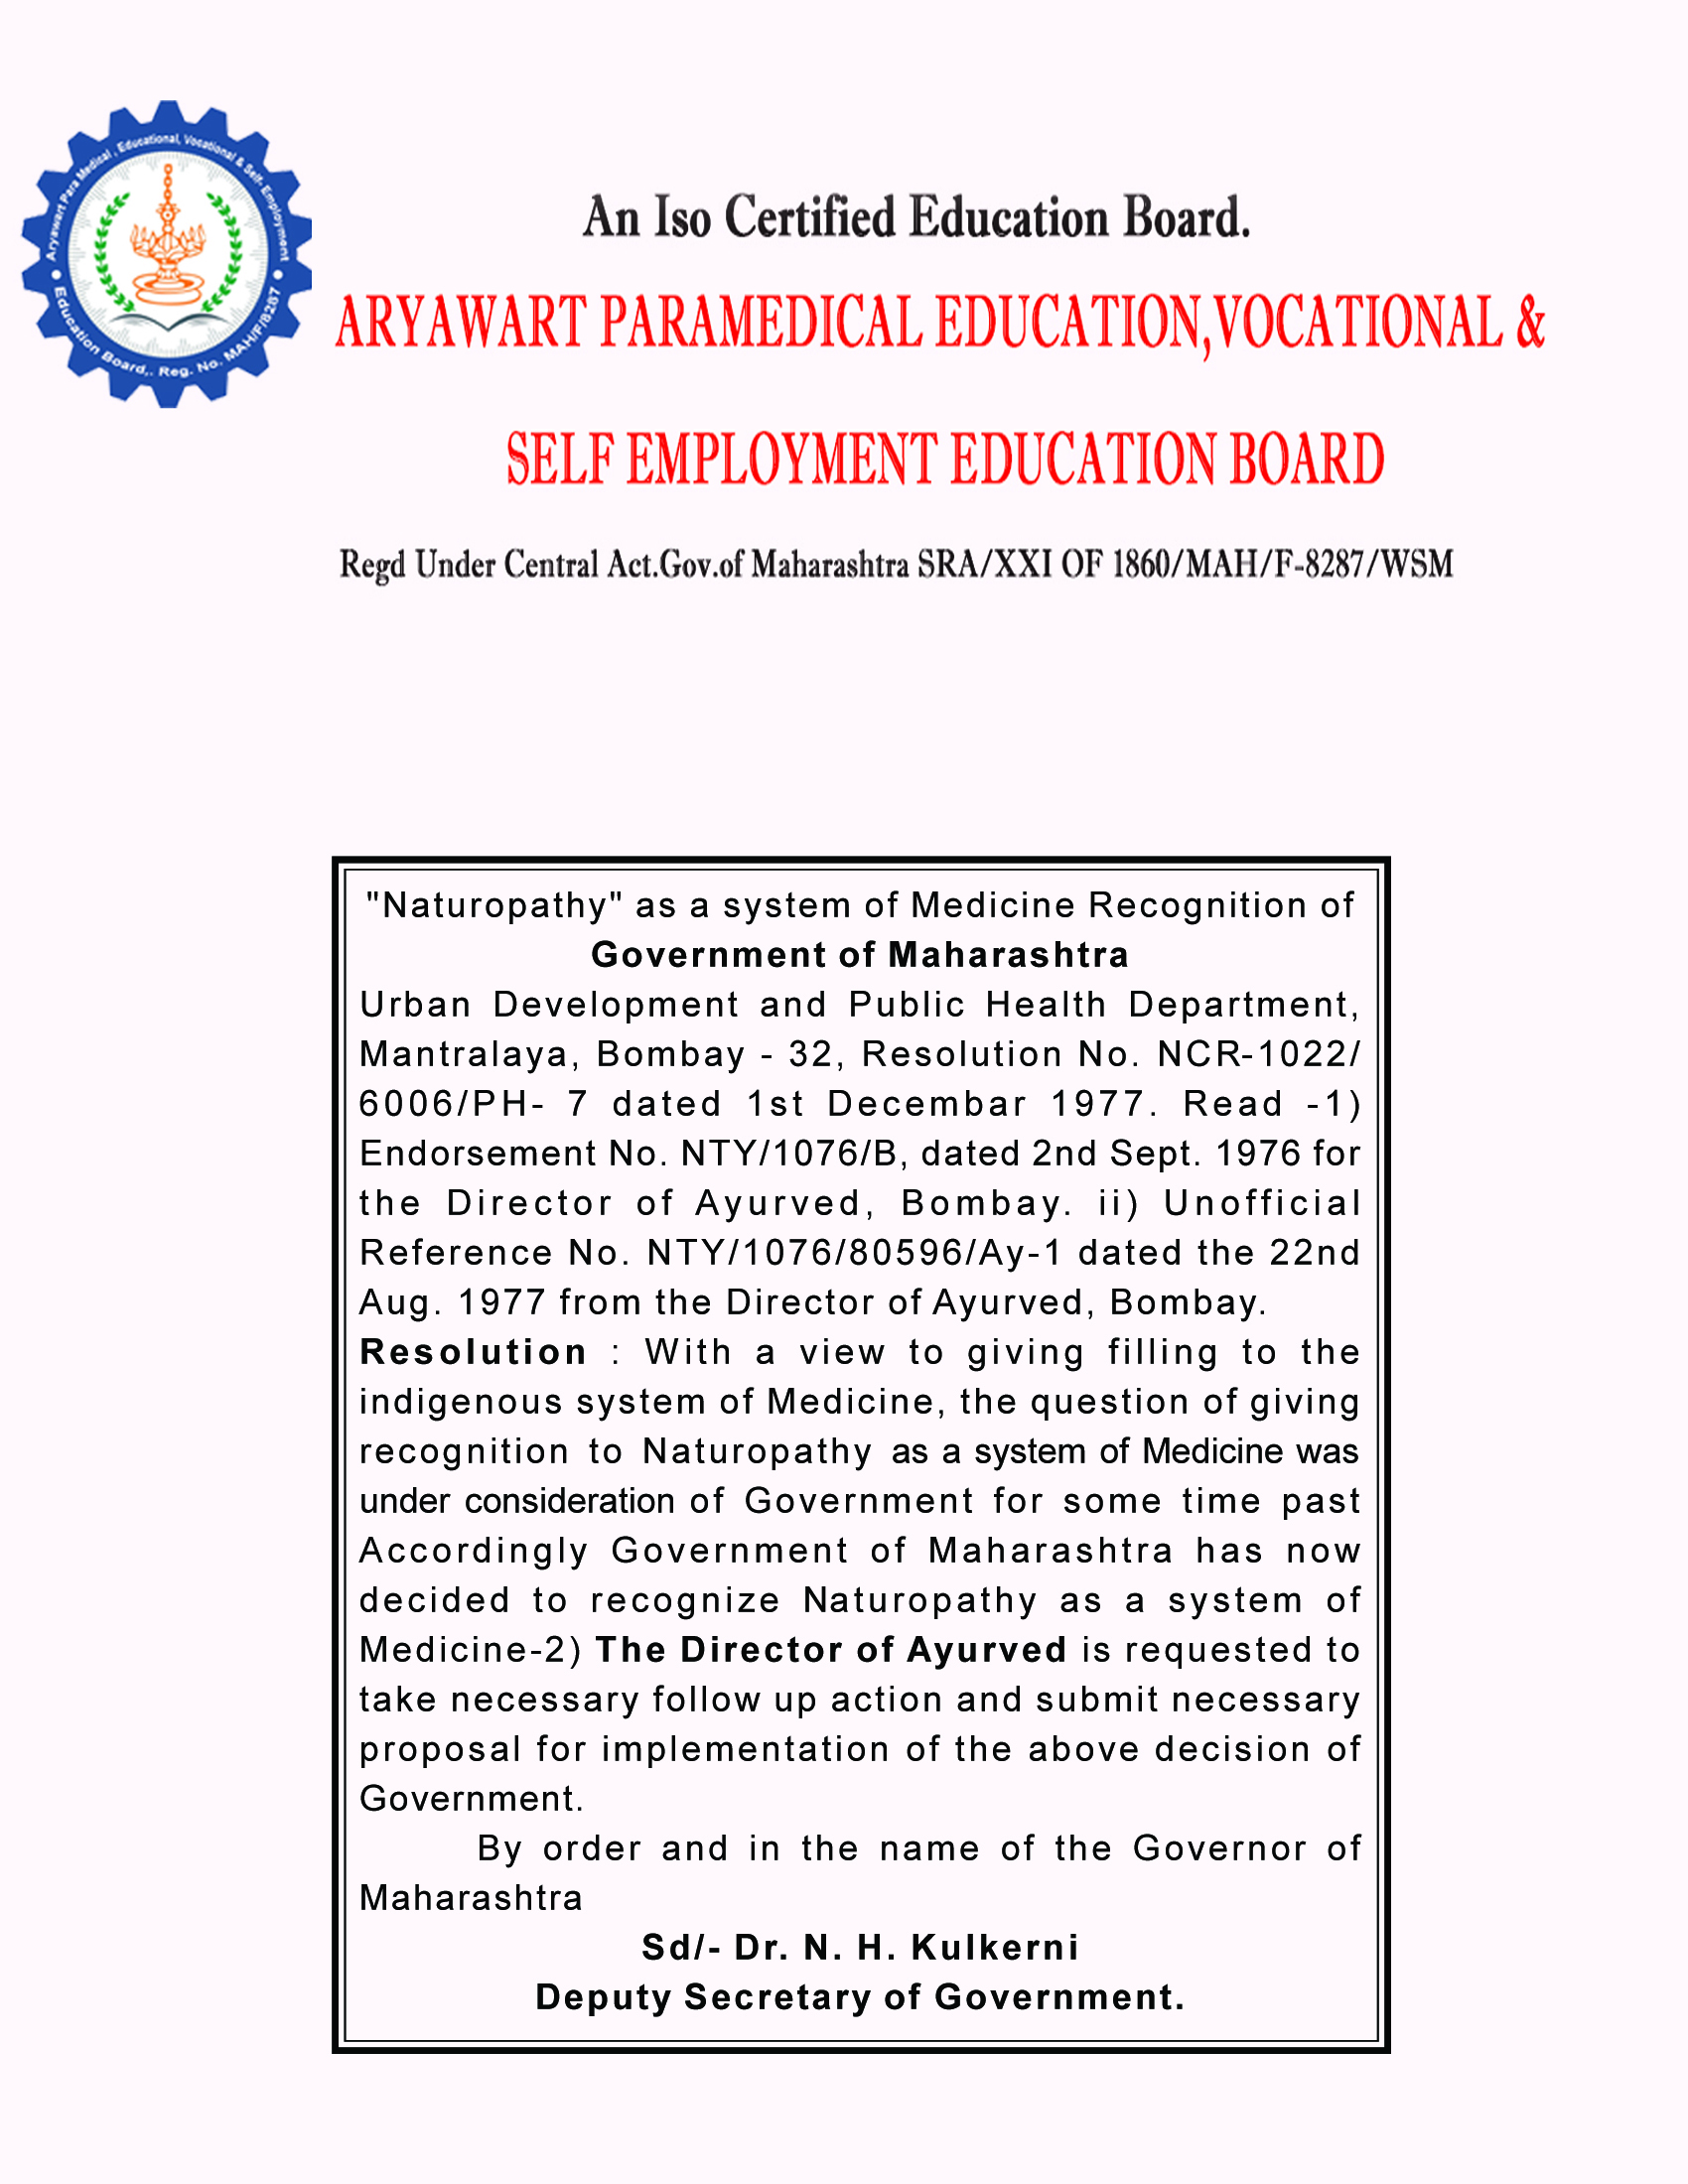 Aryawart Para Medical , Educational, Vocational & Self- Employment
Education Board,. Reg. No. MAH/F/8287
An Iso Certified Education Board.
ARYAWART PARAMEDICAL EDUCATION,VOCATIONAL &
SELF EMPLOYMENT EDUCATION BOARD
Regd Under Central Act.Gov.of Maharashtra SRA/XXI OF 1860/MAH/F-8287/WSM
"Naturopathy" as a system of Medicine Recognition of
Government of Maharashtra
Urban Development and Public Health Department,
Mantralaya, Bombay - 32, Resolution No. NCR-1022/
6006/PH- 7 dated 1st Decembar 1977. Read -1)
Endorsement No. NTY/1076/B, dated 2nd Sept. 1976 for
the Director of Ayurved, Bombay. ii) Unofficial
Reference No. NTY/1076/80596/Ay-1 dated the 22nd
Aug. 1977 from the Director of Ayurved, Bombay.
Resolution : With a view to giving filling to the
indigenous system of Medicine, the question of giving
recognition to Naturopathy as a system of Medicine was
under consideration of Government for some time past
Accordingly Government of Maharashtra has now
decided to recognize Naturopathy as a system of
Medicine-2) The Director of Ayurved is requested to
take necessary follow up action and submit necessary
proposal for implementation of the above decision of
Government.
By order and in the name of the Governor of
Maharashtra
Sd/- Dr. N. H. Kulkerni
Deputy Secretary of Government.